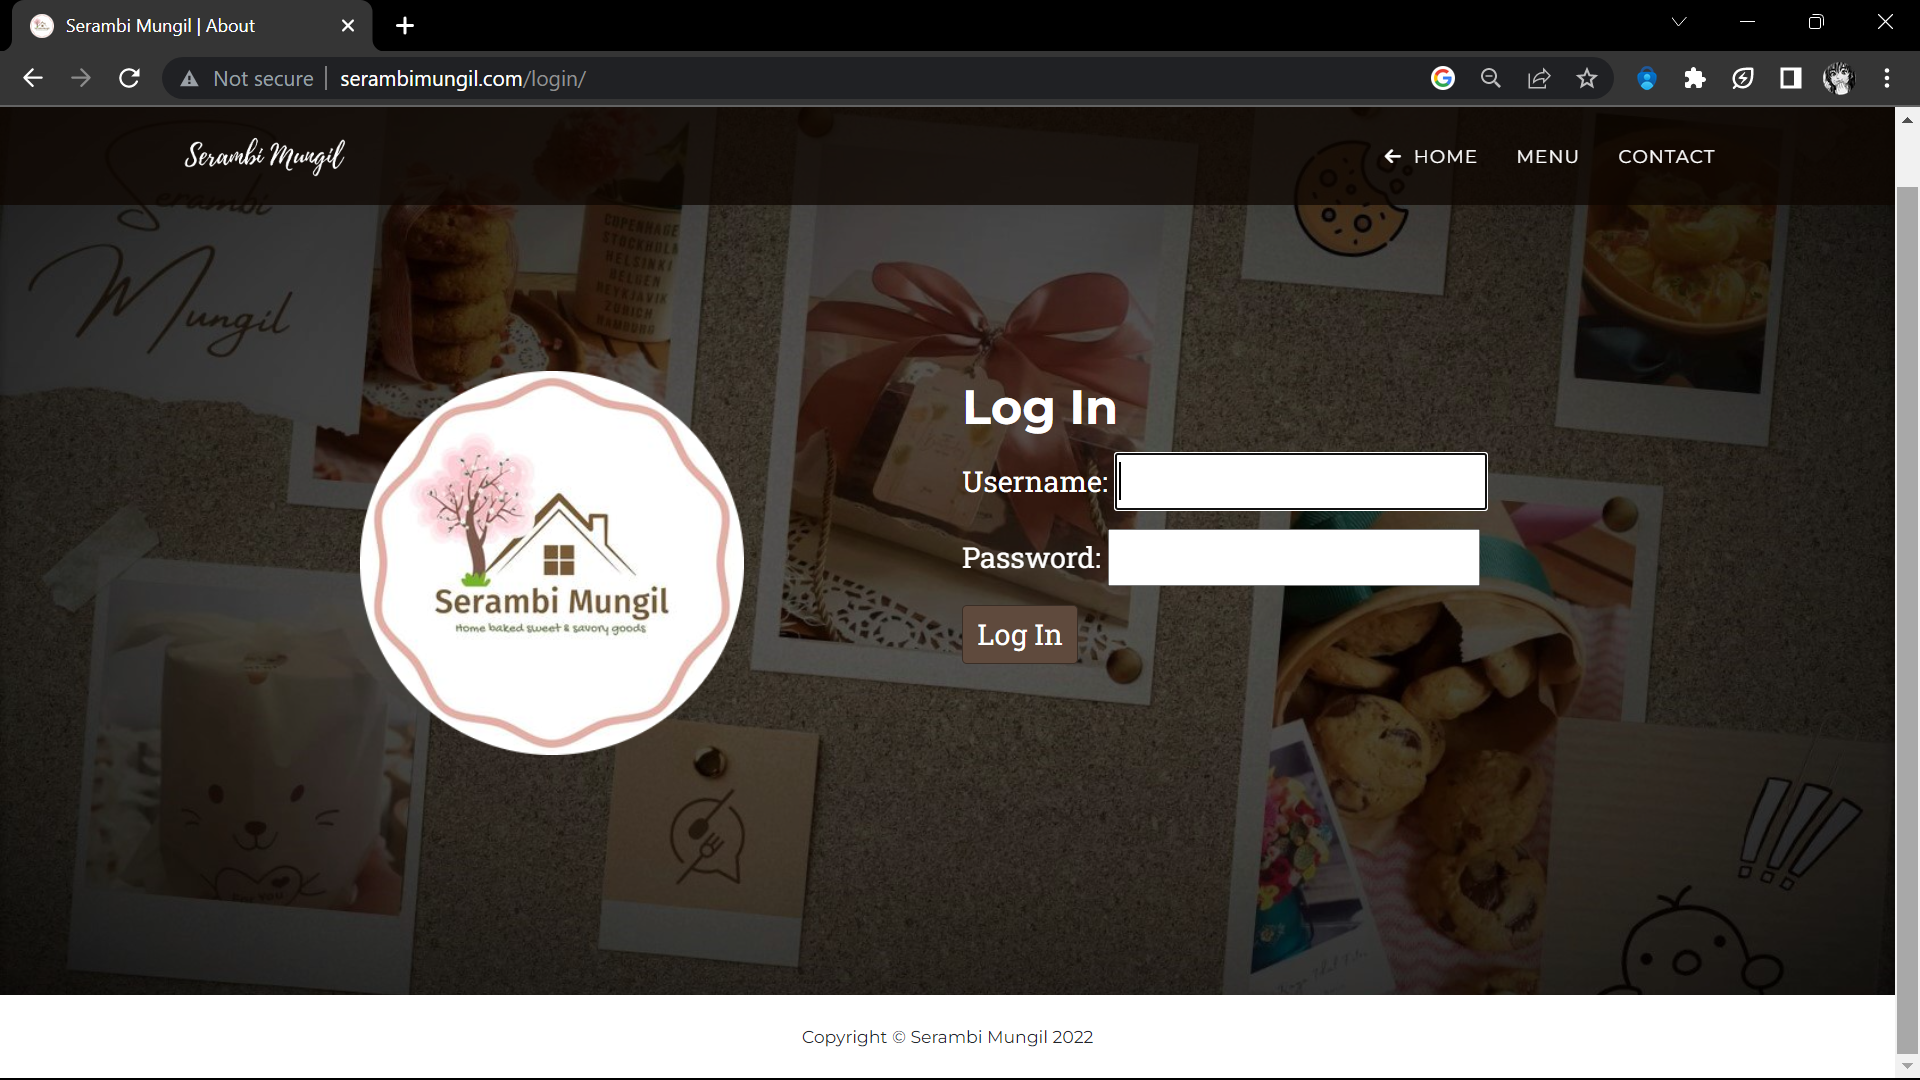 Serambi Mungil | About
Not secure
serambimungil.com/login/
Serambi Mungil
HOME
MENU
CONTACT
Serambi
Mungil
COPENHAGE
STOCKHOLM
HELSINKI
REYKJAVIK
ZURICH
HAMBURG
Log In
Username:
Password:
Log In
Serambi Mungil
Home baked sweet & savory goods
Copyright © Serambi Mungil 2022